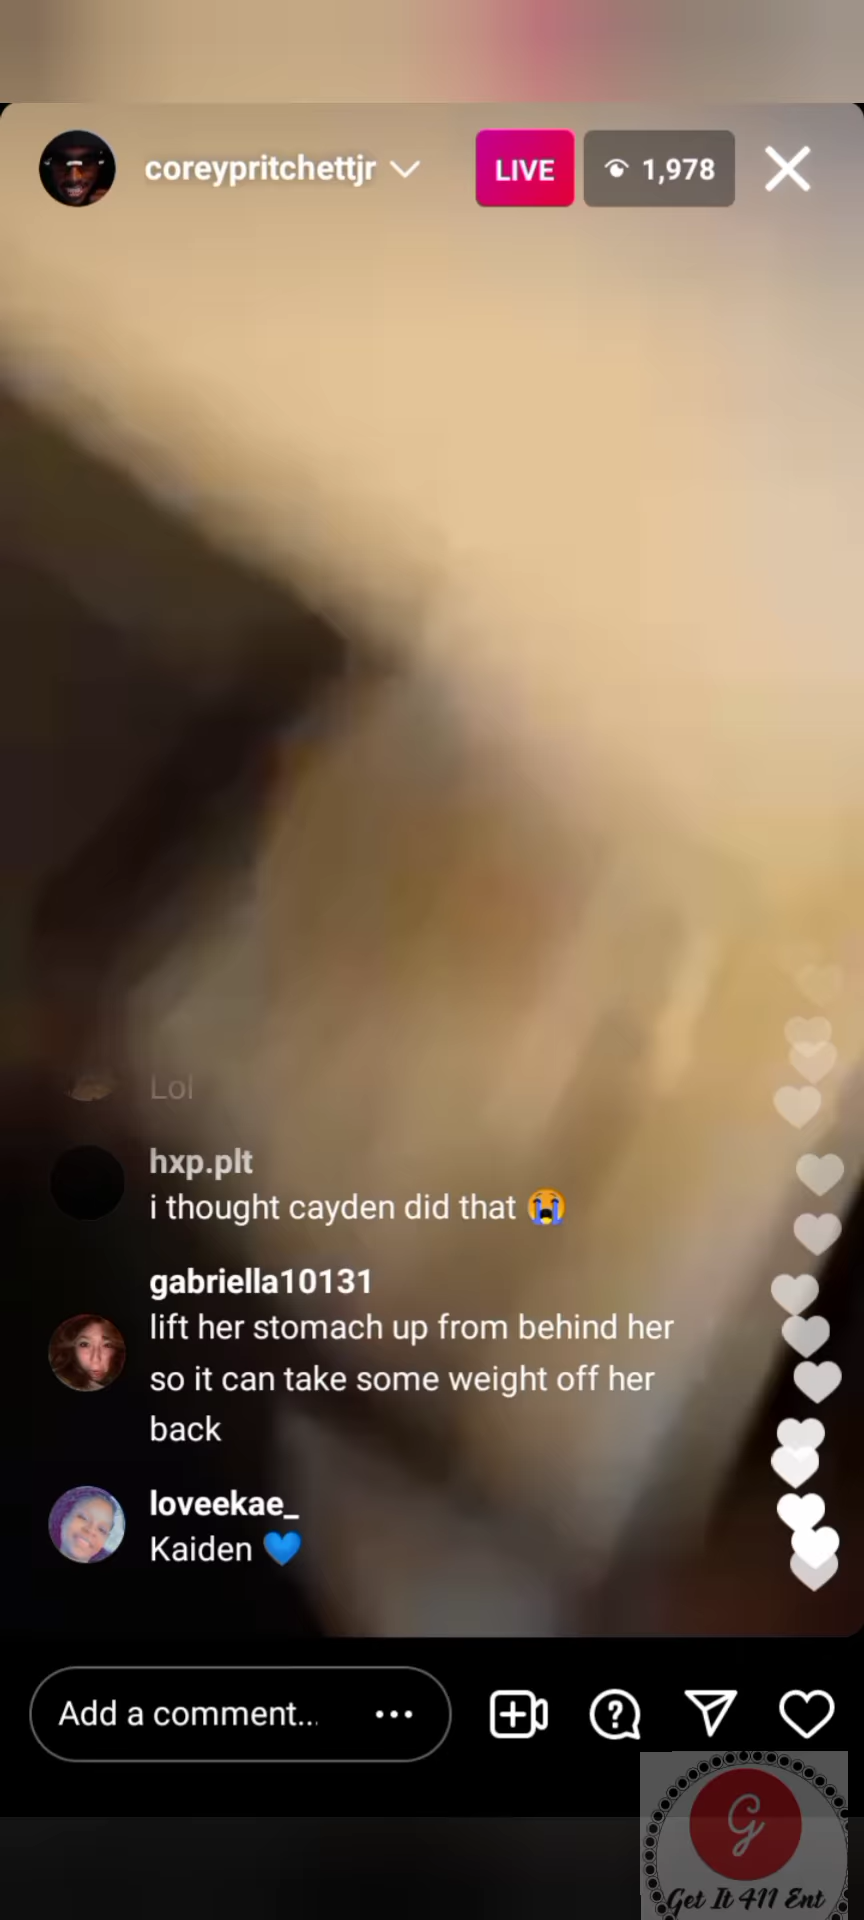 coreypritchettjr
LIVE
1,978
Lol
hxp.plt
i thought cayden did that 😭
gabriella10131
lift her stomach up from behind her
so it can take some weight off her
back
loveekae_
Kaiden 💙
Add a comment...
G
Get It 411 Ent